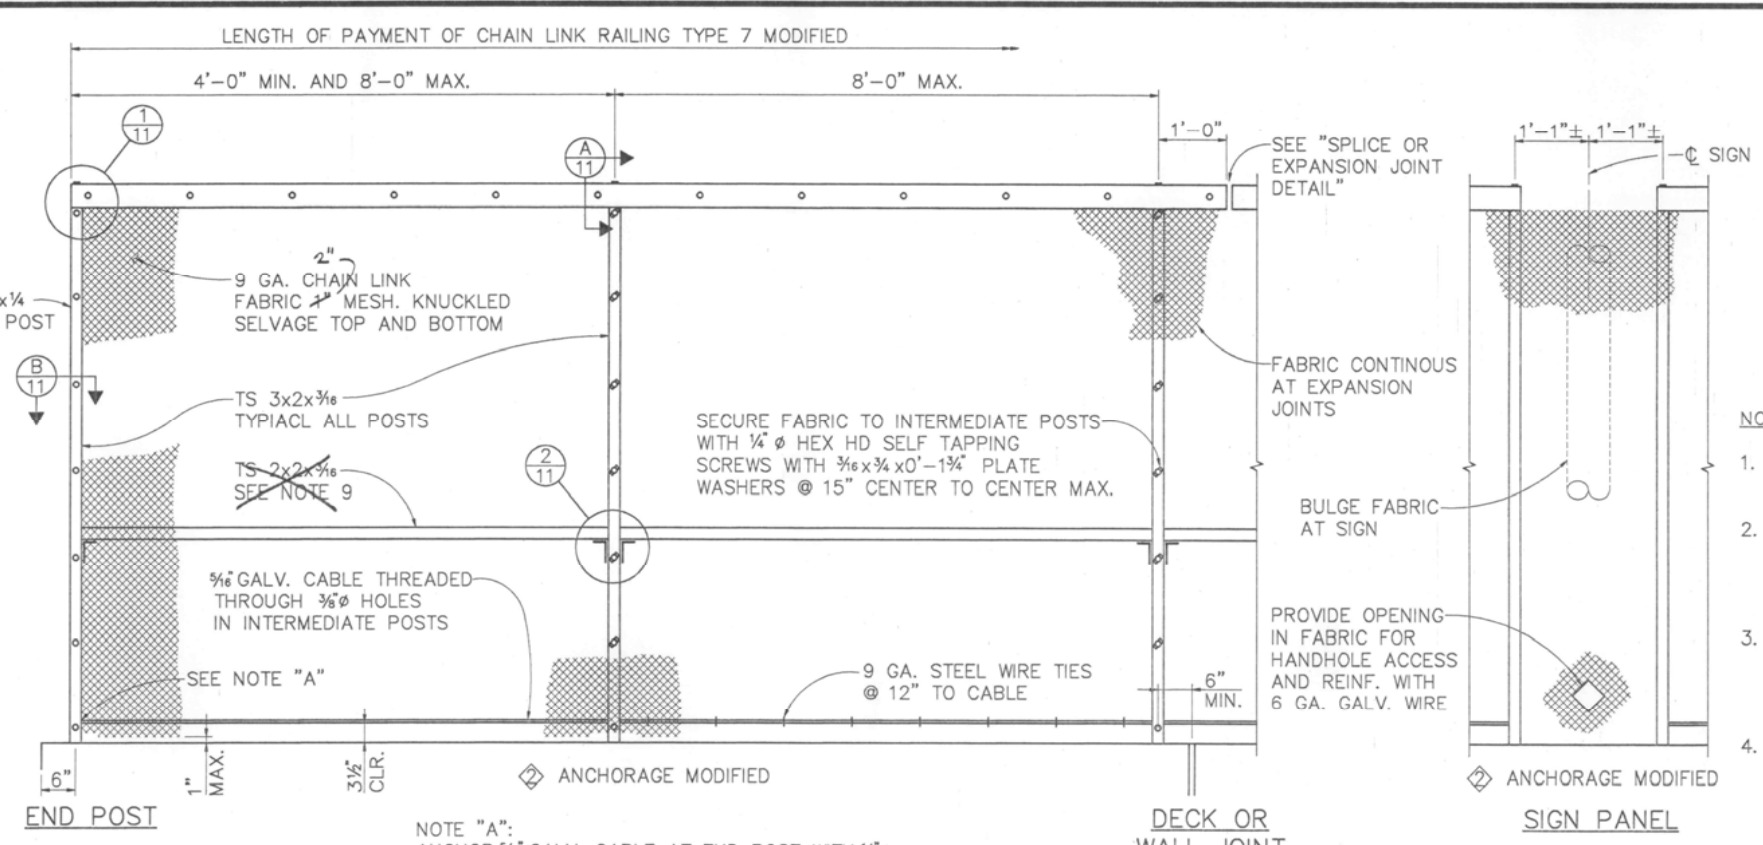 LENGTH OF PAYMENT OF CHAIN LINK RAILING TYPE 7 MODIFIED
4'-0" MIN. AND 8'-0" MAX.
8'-0" MAX.
1
11
A
11
1'-0"
SEE "SPLICE OR
EXPANSION JOINT
DETAIL"
1'-1"±
1'-1"±
℄ SIGN
2"
9 GA. CHAIN LINK
FABRIC 1" MESH. KNUCKLED
SELVAGE TOP AND BOTTOM
x¼
POST
B
11
TS 3x2x3/16
TYPIACL ALL POSTS
TS 2x2x3/16
SEE NOTE 9
2
11
SECURE FABRIC TO INTERMEDIATE POSTS
WITH ¼" ø HEX HD SELF TAPPING
SCREWS WITH 3/16 x ¾ x0'-1¾" PLATE
WASHERS @ 15" CENTER TO CENTER MAX.
FABRIC CONTINOUS
AT EXPANSION
JOINTS
BULGE FABRIC
AT SIGN
NO
1.
2.
3.
4.
5/16" GALV. CABLE THREADED
THROUGH 3/8"ø HOLES
IN INTERMEDIATE POSTS
SEE NOTE "A"
9 GA. STEEL WIRE TIES
@ 12" TO CABLE
6"
MIN.
PROVIDE OPENING
IN FABRIC FOR
HANDHOLE ACCESS
AND REINF. WITH
6 GA. GALV. WIRE
6"
1"
MAX.
3½"
CLR.
2 ANCHORAGE MODIFIED
2 ANCHORAGE MODIFIED
END POST
DECK OR
WALL JOINT
SIGN PANEL
NOTE "A":